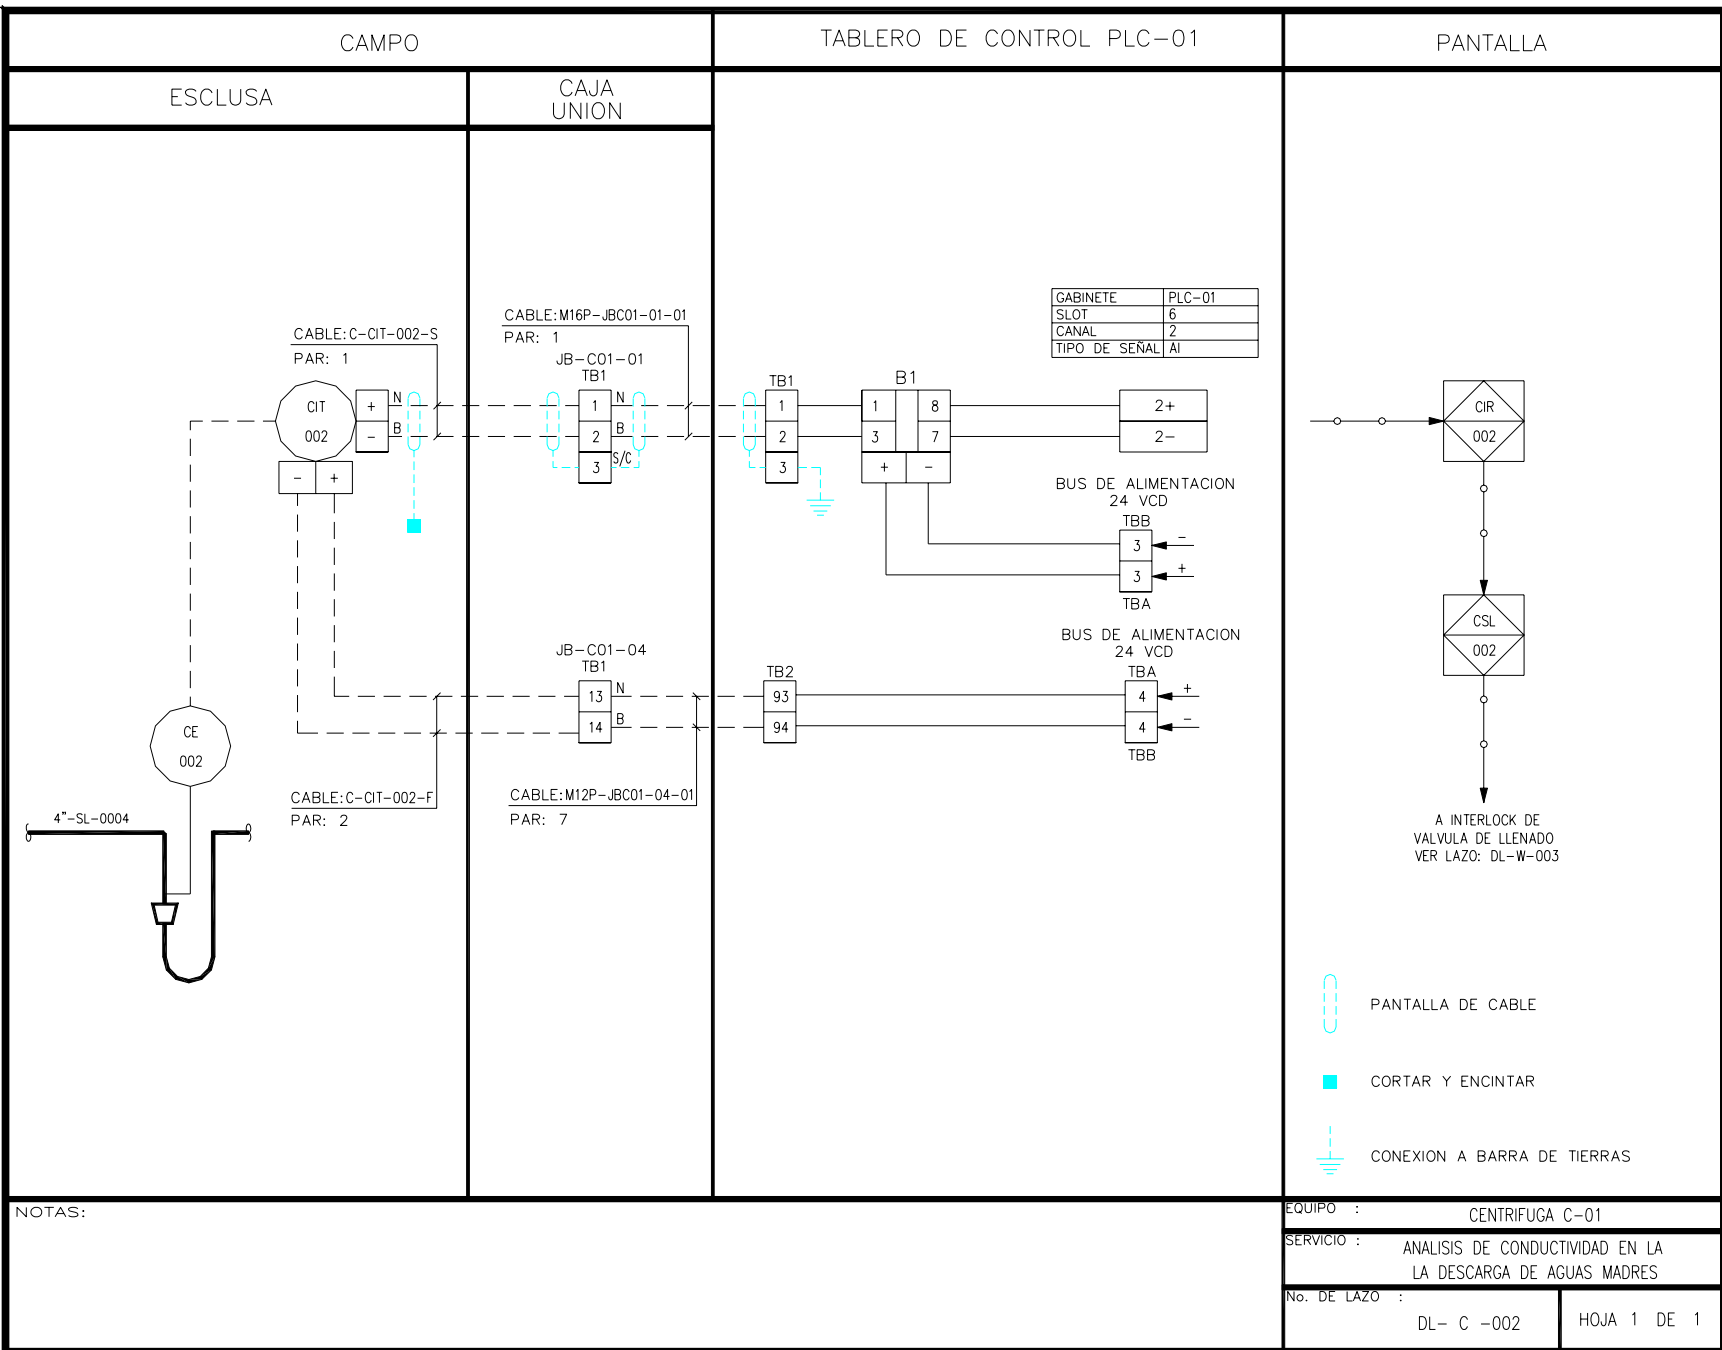 CAMPO
TABLERO DE CONTROL PLC-01
PANTALLA
ESCLUSA
CAJA
UNION
CABLE: C-CIT-002-S
PAR: 1
CIT
002
+
-
N
B
-
+
CE
002
4"-SL-0004
CABLE: C-CIT-002-F
PAR: 2
CABLE: M16P-JBC01-01-01
PAR: 1
JB-C01-01
TB1
1
2
3
N
B
S/C
JB-C01-04
TB1
13
14
N
B
CABLE: M12P-JBC01-04-01
PAR: 7
GABINETE PLC-01
SLOT 6
CANAL 2
TIPO DE SEÑAL AI
TB1
1
2
3
B1
1 8
3 7
+ -
2+
2-
BUS DE ALIMENTACION
24 VCD
TBB
3 -
3 +
TBA
BUS DE ALIMENTACION
24 VCD
TB2
93
94
TBA
4 +
4 -
TBB
CIR
002
CSL
002
A INTERLOCK DE
VALVULA DE LLENADO
VER LAZO: DL-W-003
PANTALLA DE CABLE
CORTAR Y ENCINTAR
CONEXION A BARRA DE TIERRAS
NOTAS:
EQUIPO : CENTRIFUGA C-01
SERVICIO : ANALISIS DE CONDUCTIVIDAD EN LA
LA DESCARGA DE AGUAS MADRES
No. DE LAZO :
DL- C -002
HOJA 1 DE 1